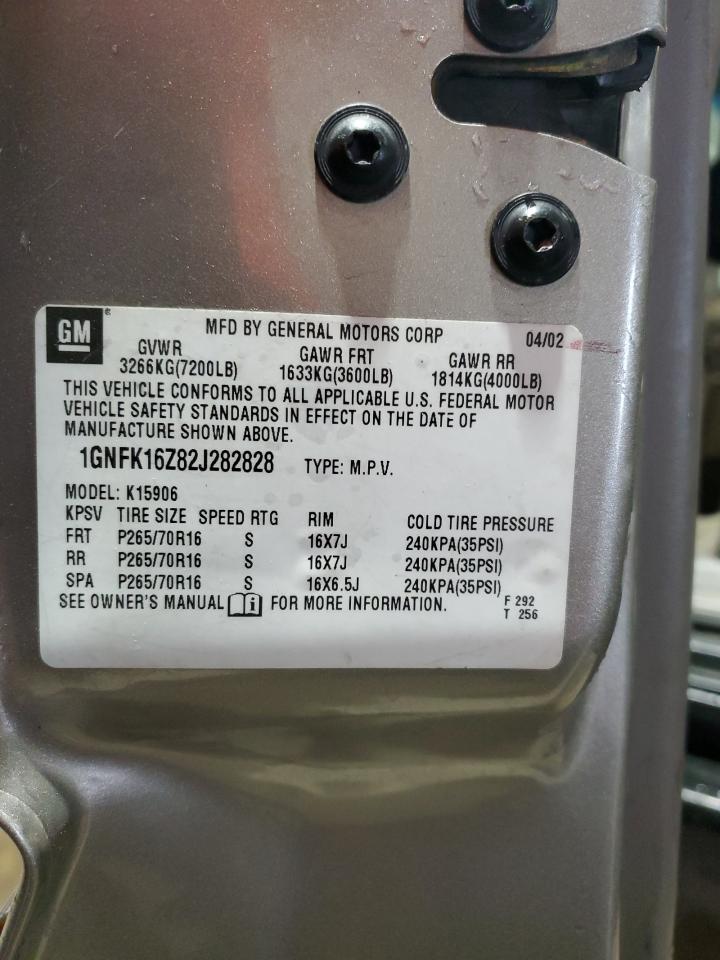 GM ®
MFD BY GENERAL MOTORS CORP 04/02
GVWR GAWR FRT GAWR RR
3266KG(7200LB) 1633KG(3600LB) 1814KG(4000LB)
THIS VEHICLE CONFORMS TO ALL APPLICABLE U.S. FEDERAL MOTOR
VEHICLE SAFETY STANDARDS IN EFFECT ON THE DATE OF
MANUFACTURE SHOWN ABOVE.
1GNFK16Z82J282828 TYPE: M.P.V.
MODEL: K15906
KPSV TIRE SIZE SPEED RTG RIM COLD TIRE PRESSURE
FRT P265/70R16 S 16X7J 240KPA(35PSI)
RR P265/70R16 S 16X7J 240KPA(35PSI)
SPA P265/70R16 S 16X6.5J 240KPA(35PSI)
SEE OWNER'S MANUAL i FOR MORE INFORMATION. F 292
T 256